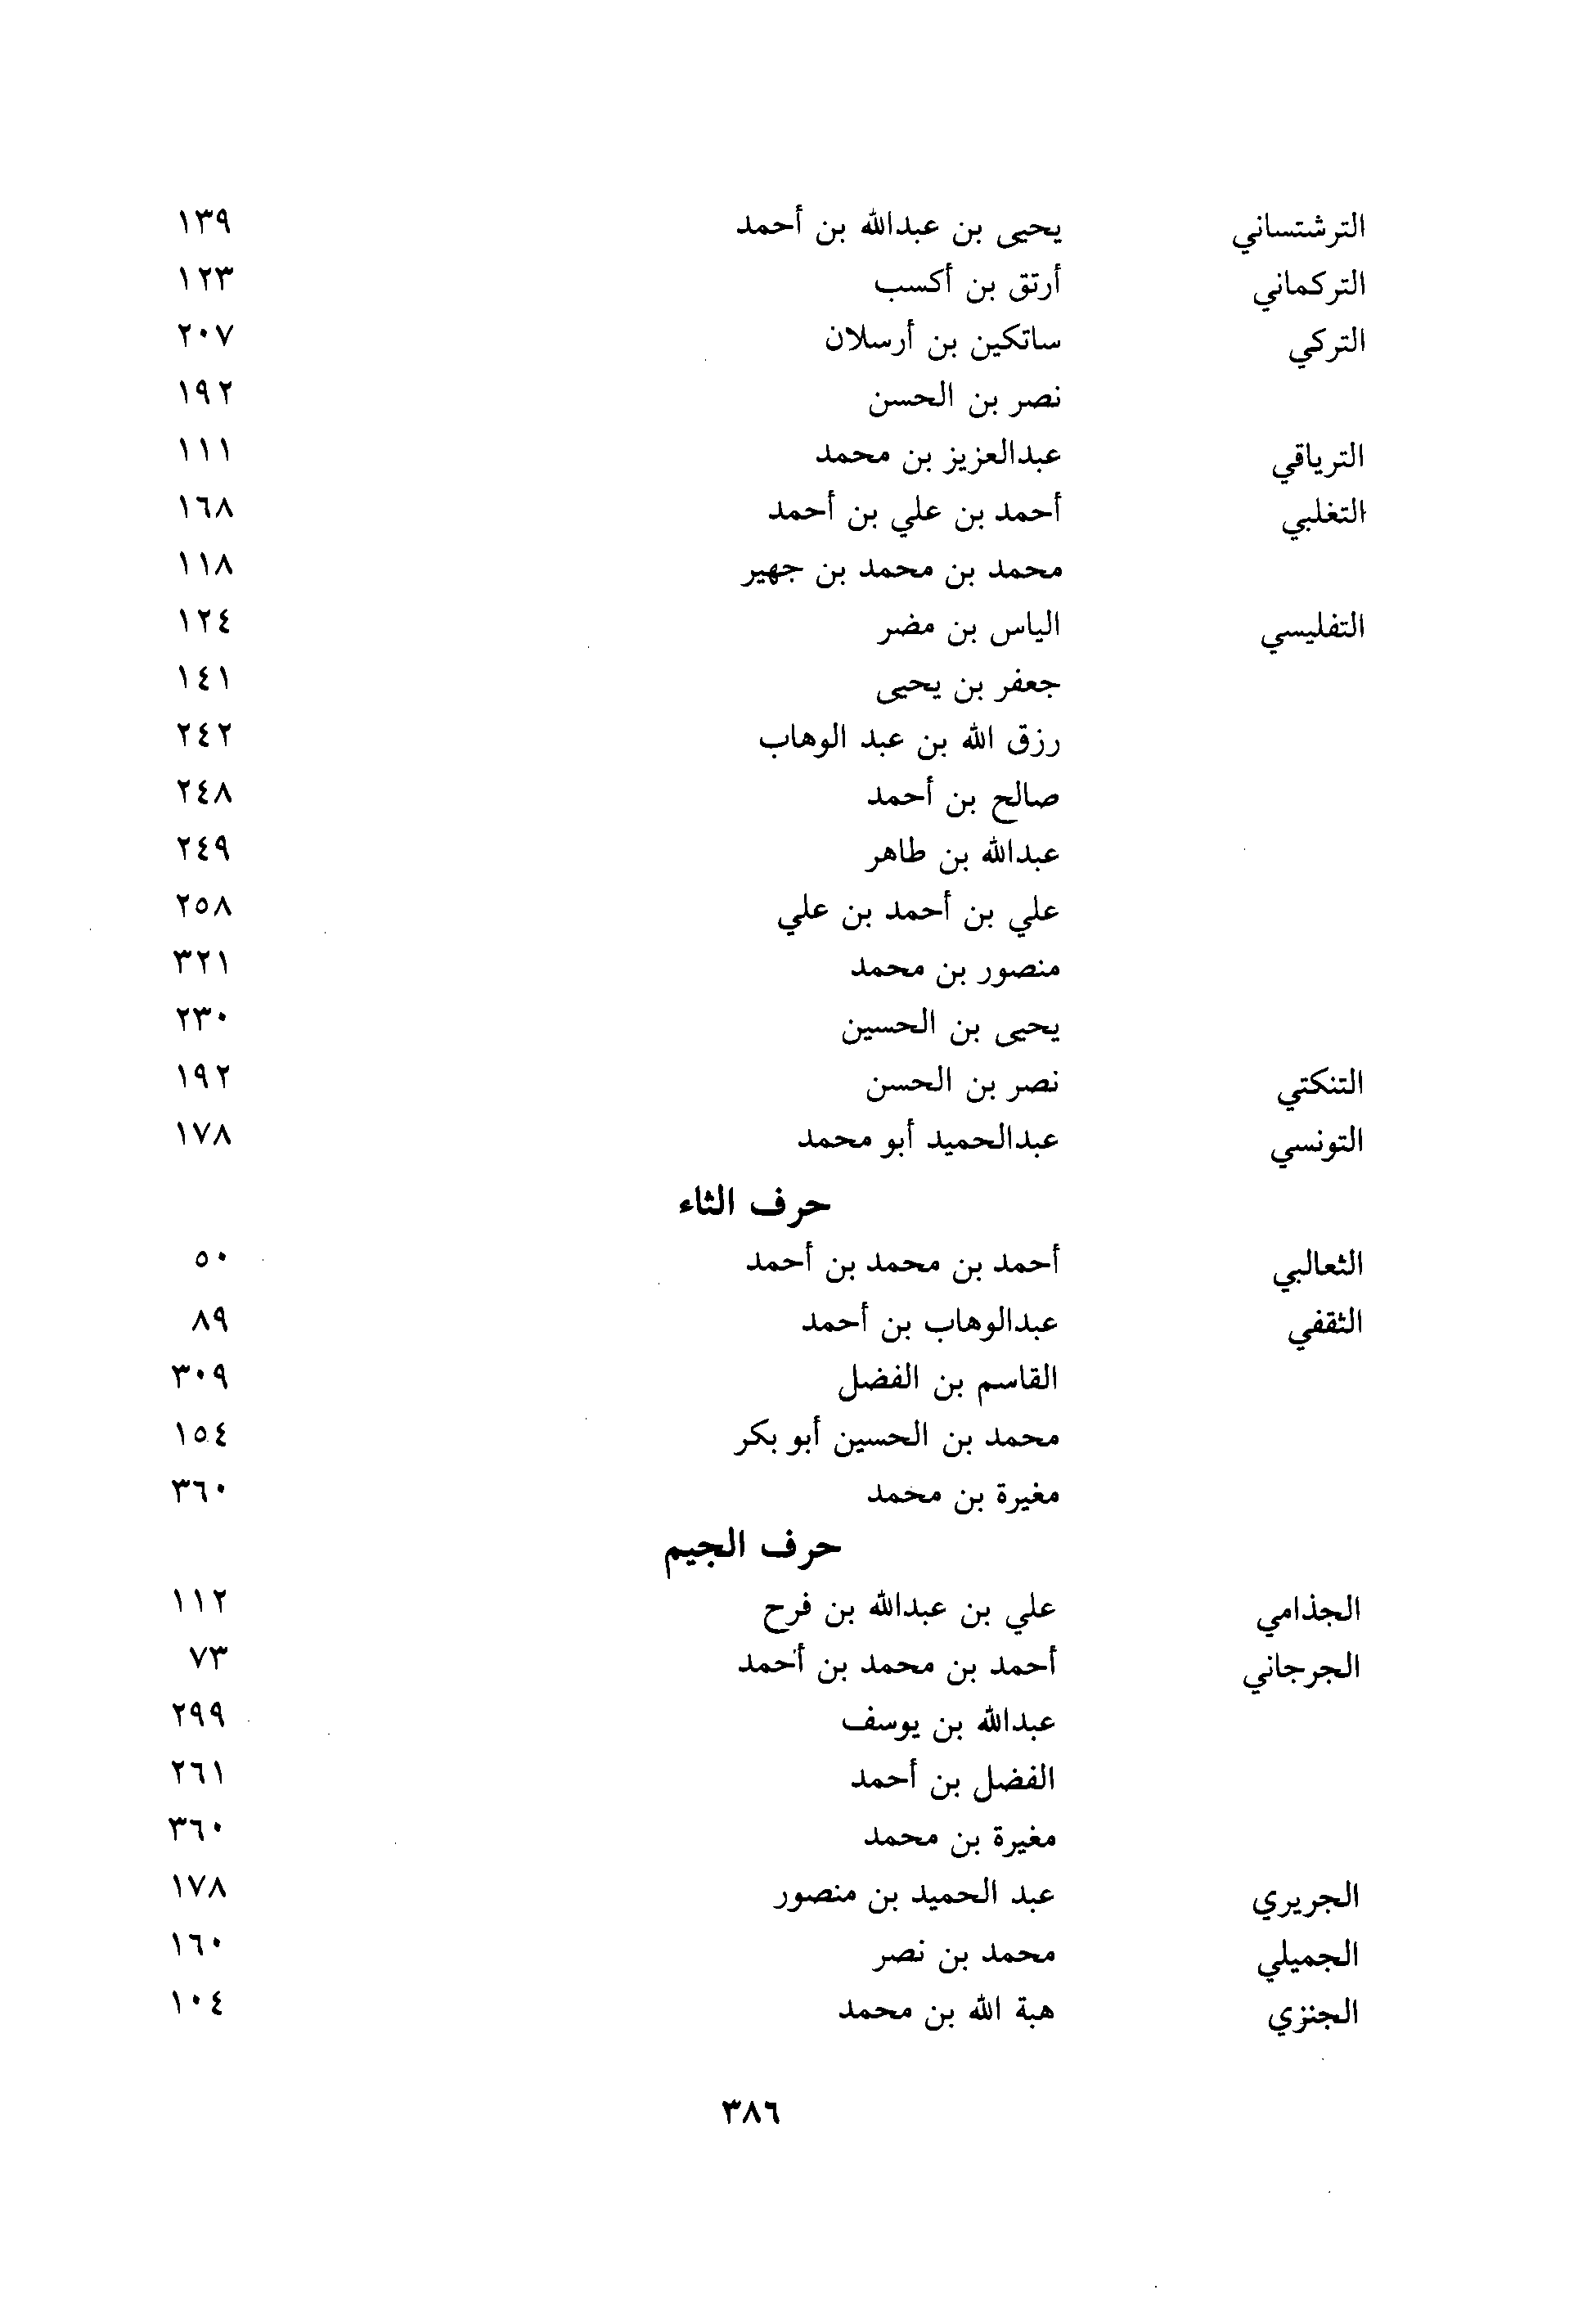 الترشتساني يحيى بن عبدالله بن أحمد ١٣٩
التركماني أرتق بن أكسب ١٢٣
التركي ساتكين بن أرسلان ٢٠٧
نصر بن الحسن ١٩٢
الترياقي عبدالعزيز بن محمد ١١١
التغلبي أحمد بن علي بن أحمد ١٦٨
محمد بن محمد بن جهير ١١٨
التفليسي الياس بن مضر ١٢٤
جعفر بن يحيى ١٤١
رزق الله بن عبد الوهاب ٢٤٢
صالح بن أحمد ٢٤٨
عبدالله بن طاهر ٢٤٩
علي بن أحمد بن علي ٢٥٨
منصور بن محمد ٣٢١
يحيى بن الحسين ٢٣٠
التنكتي نصر بن الحسن ١٩٢
التونسي عبدالحميد أبو محمد ١٧٨
حرف الثاء
الثعالبي أحمد بن محمد بن أحمد ٥٠
الثقفي عبدالوهاب بن أحمد ٨٩
القاسم بن الفضل ٣٠٩
محمد بن الحسين أبو بكر ١٥٤
مغيرة بن محمد ٣٦٠
حرف الجيم
الجذامي علي بن عبدالله بن فرح ١١٢
الجرجاني أحمد بن محمد بن أحمد ٧٣
عبدالله بن يوسف ٢٩٩
الفضل بن أحمد ٢٦١
مغيرة بن محمد ٣٦٠
الجريري عبد الحميد بن منصور ١٧٨
الجميلي محمد بن نصر ١٦٠
الجنزي هبة الله بن محمد ١٠٤
٣٨٦